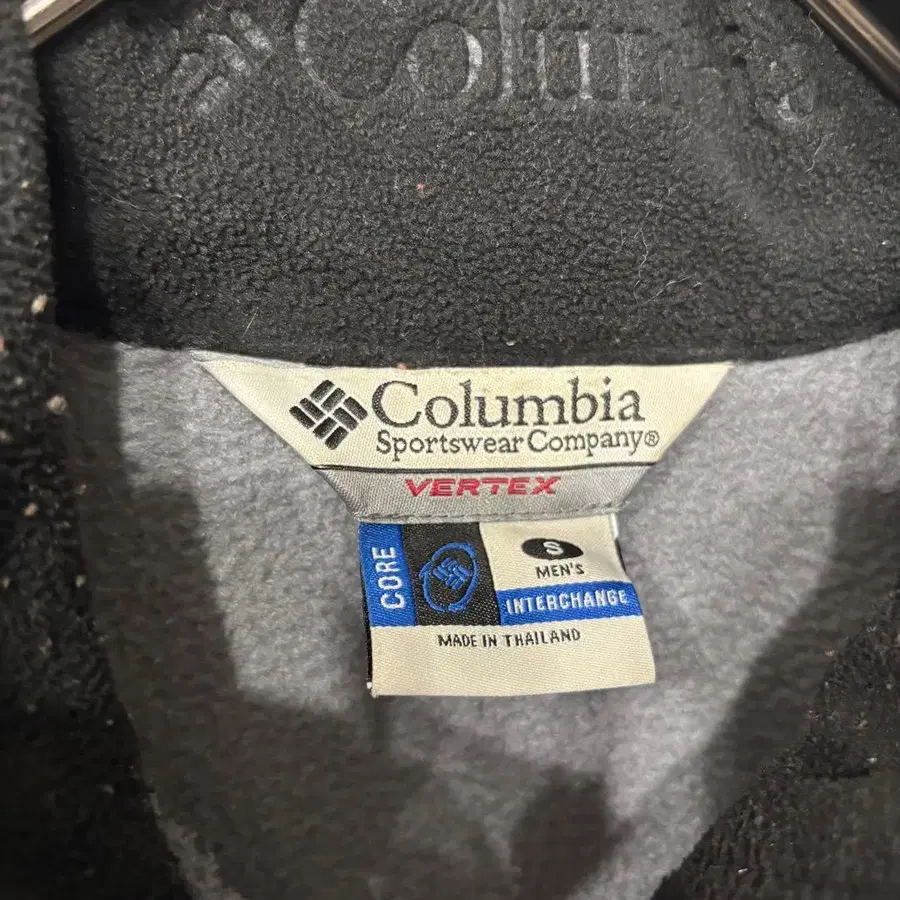 Columbia
Columbia
Sportswear Company®
VERTEX
CORE
S
MEN'S
INTERCHANGE
MADE IN THAILAND